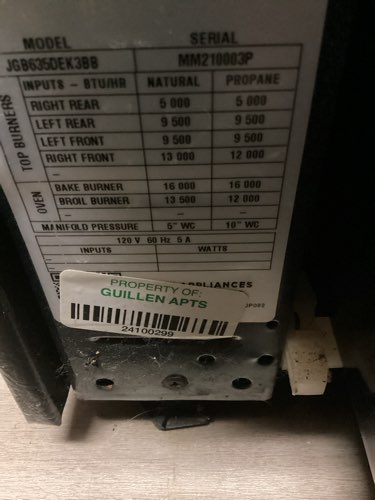 MODEL SERIAL
JGB635DEK3BB MM210003P
INPUTS - BTU/HR NATURAL PROPANE
TOP BURNERS
RIGHT REAR 5 000 5 000
LEFT REAR 9 500 9 500
LEFT FRONT 9 500 9 500
RIGHT FRONT 13 000 12 000
- - -
OVEN
BAKE BURNER 16 000 16 000
BROIL BURNER 13 500 12 000
- - -
MANIFOLD PRESSURE 5" WC 10" WC
120 V 60 Hz 5 A
INPUTS WATTS
- -
APPLIANCES
PROPERTY OF:
GUILLEN APTS
24100299